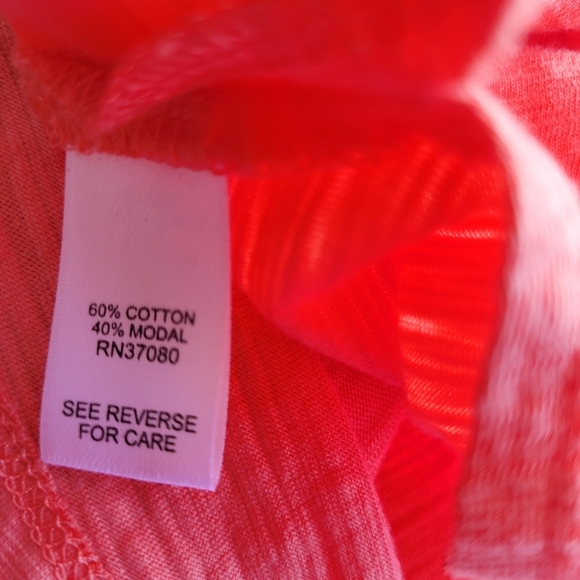 60% COTTON
40% MODAL
RN37080
SEE REVERSE
FOR CARE